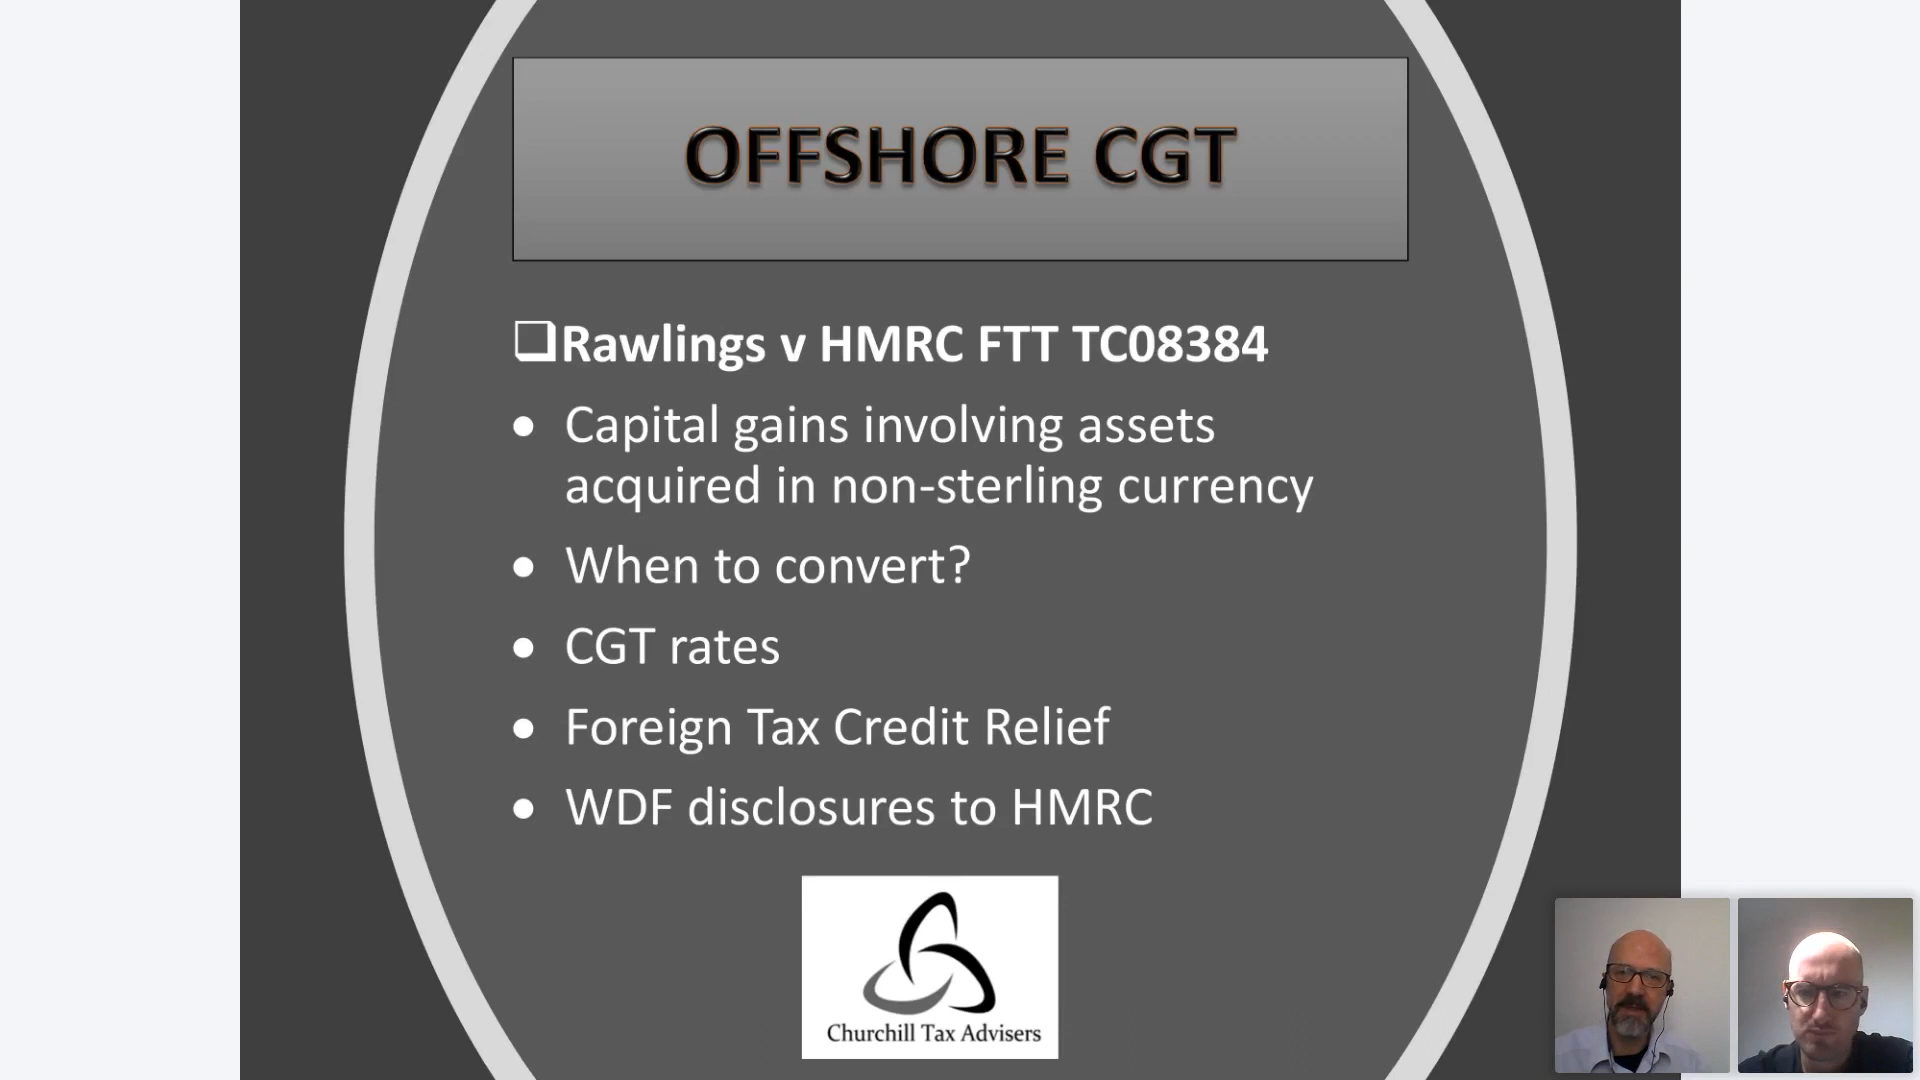 OFFSHORE CGT
❑Rawlings v HMRC FTT TC08384
• Capital gains involving assets
acquired in non-sterling currency
• When to convert?
• CGT rates
• Foreign Tax Credit Relief
• WDF disclosures to HMRC
Churchill Tax Advisers